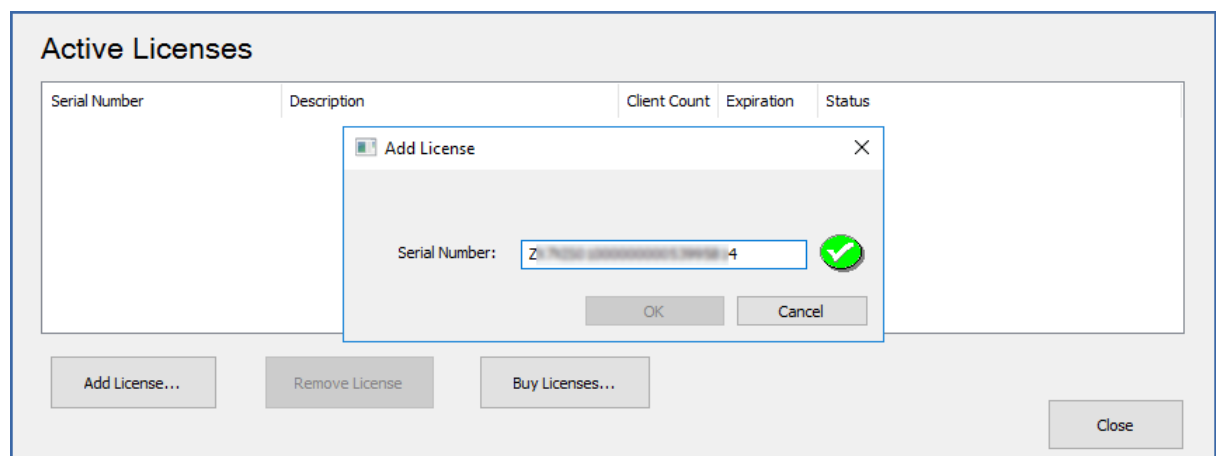 Active Licenses
Serial Number Description Client Count Expiration Status
Add License
Serial Number: Z 4
OK Cancel
Add License... Remove License Buy Licenses...
Close